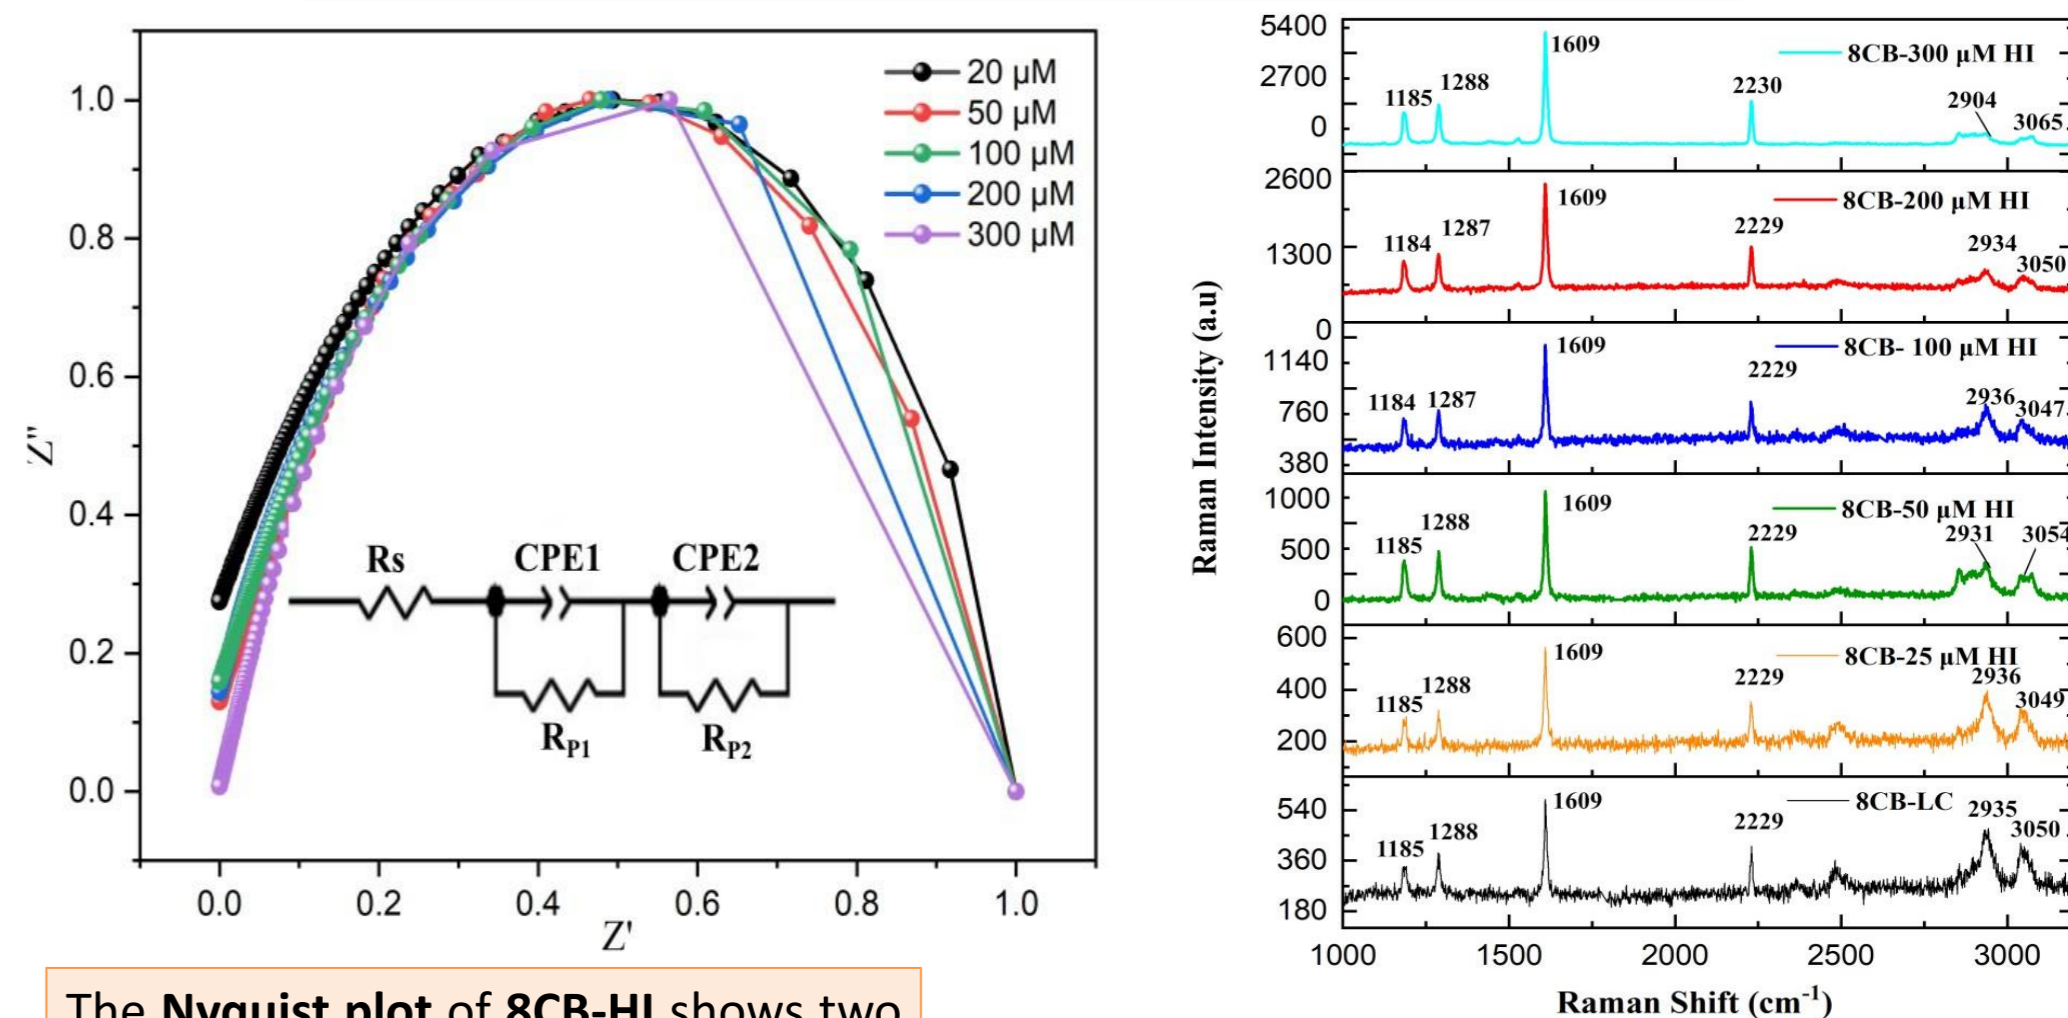 20 µM
50 µM
100 µM
200 µM
300 µM
1.0
0.8
0.6
0.4
0.2
0.0
Z"
Rs
CPE1
CPE2
RP1
RP2
0.0 0.2 0.4 0.6 0.8 1.0
Z'
The Nyquist plot of 8CB-HI shows two
Raman Intensity (a.u)
5400
2700
0
1185 1288 1609 2230 2904 3065
8CB-300 µM HI
2600
1300
0
1184 1287 1609 2229 2934 3050
8CB-200 µM HI
1140
760
380
1184 1287 1609 2229 2936 3047
8CB- 100 µM HI
1000
500
0
1185 1288 1609 2229 2931 3054
8CB-50 µM HI
600
400
200
1185 1288 1609 2229 2936 3049
8CB-25 µM HI
540
360
180
1185 1288 1609 2229 2935 3050
8CB-LC
1000 1500 2000 2500 3000
Raman Shift (cm-1)